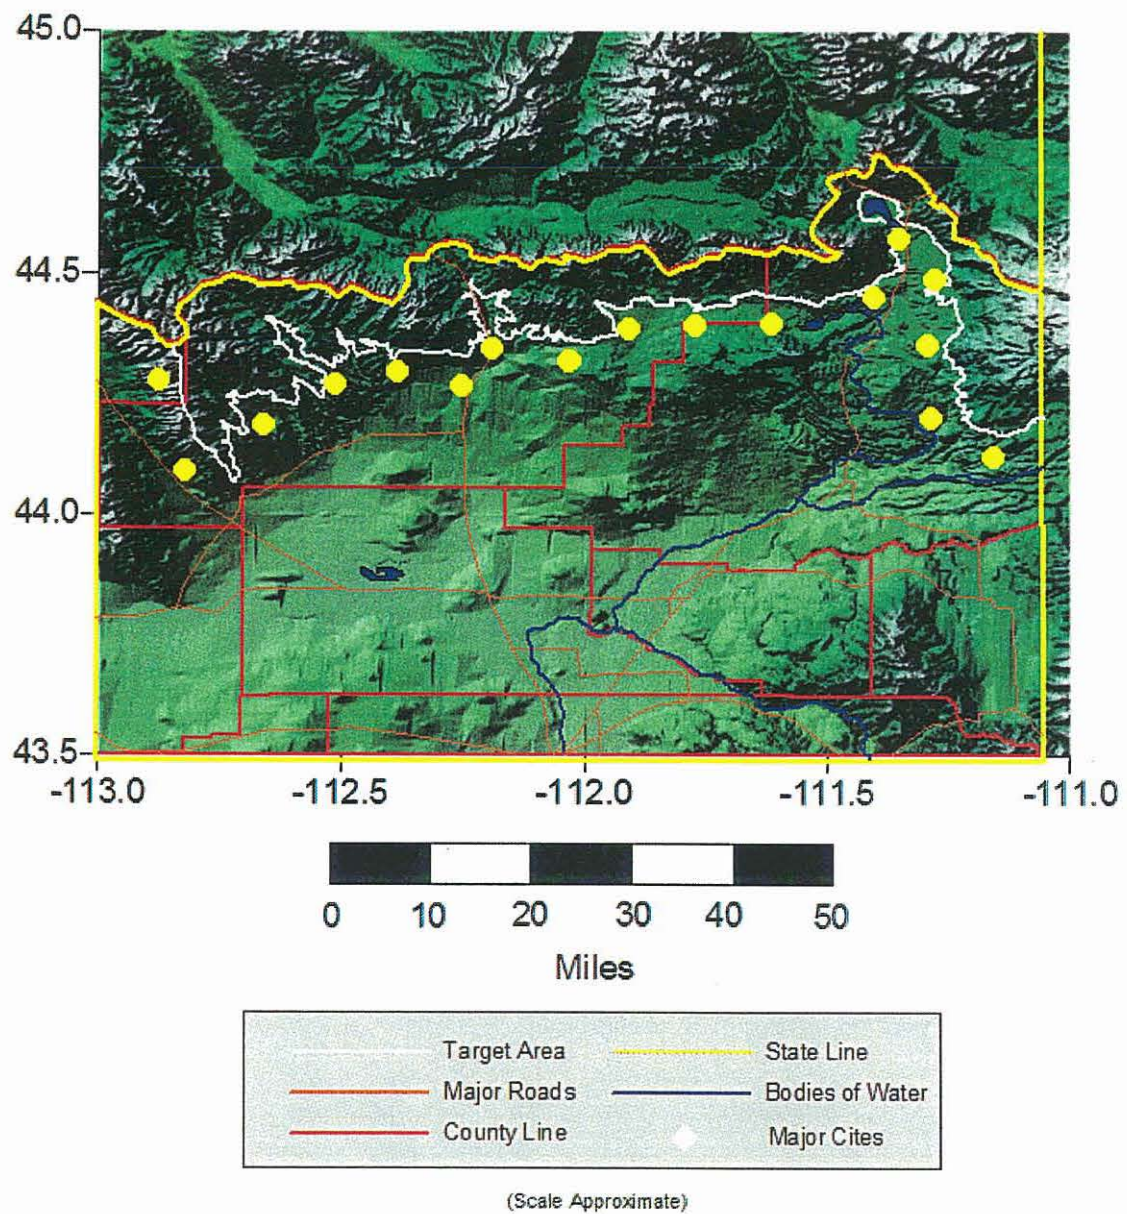 45.0
44.5
44.0
43.5
-113.0 -112.5 -112.0 -111.5 -111.0
0 10 20 30 40 50
Miles
Target Area State Line
Major Roads Bodies of Water
County Line Major Cites
(Scale Approximate)